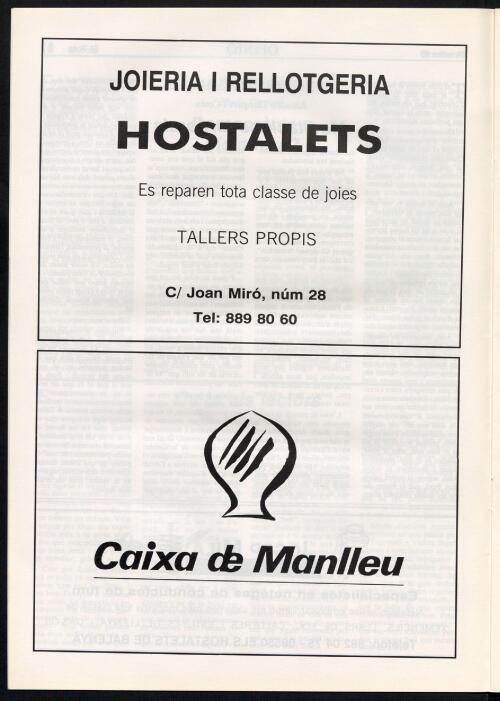 JOIERIA I RELLOTGERIA
HOSTALETS
Es reparen tota classe de joies
TALLERS PROPIS
C/ Joan Miró, núm 28
Tel: 889 80 60
Caixa de Manlleu